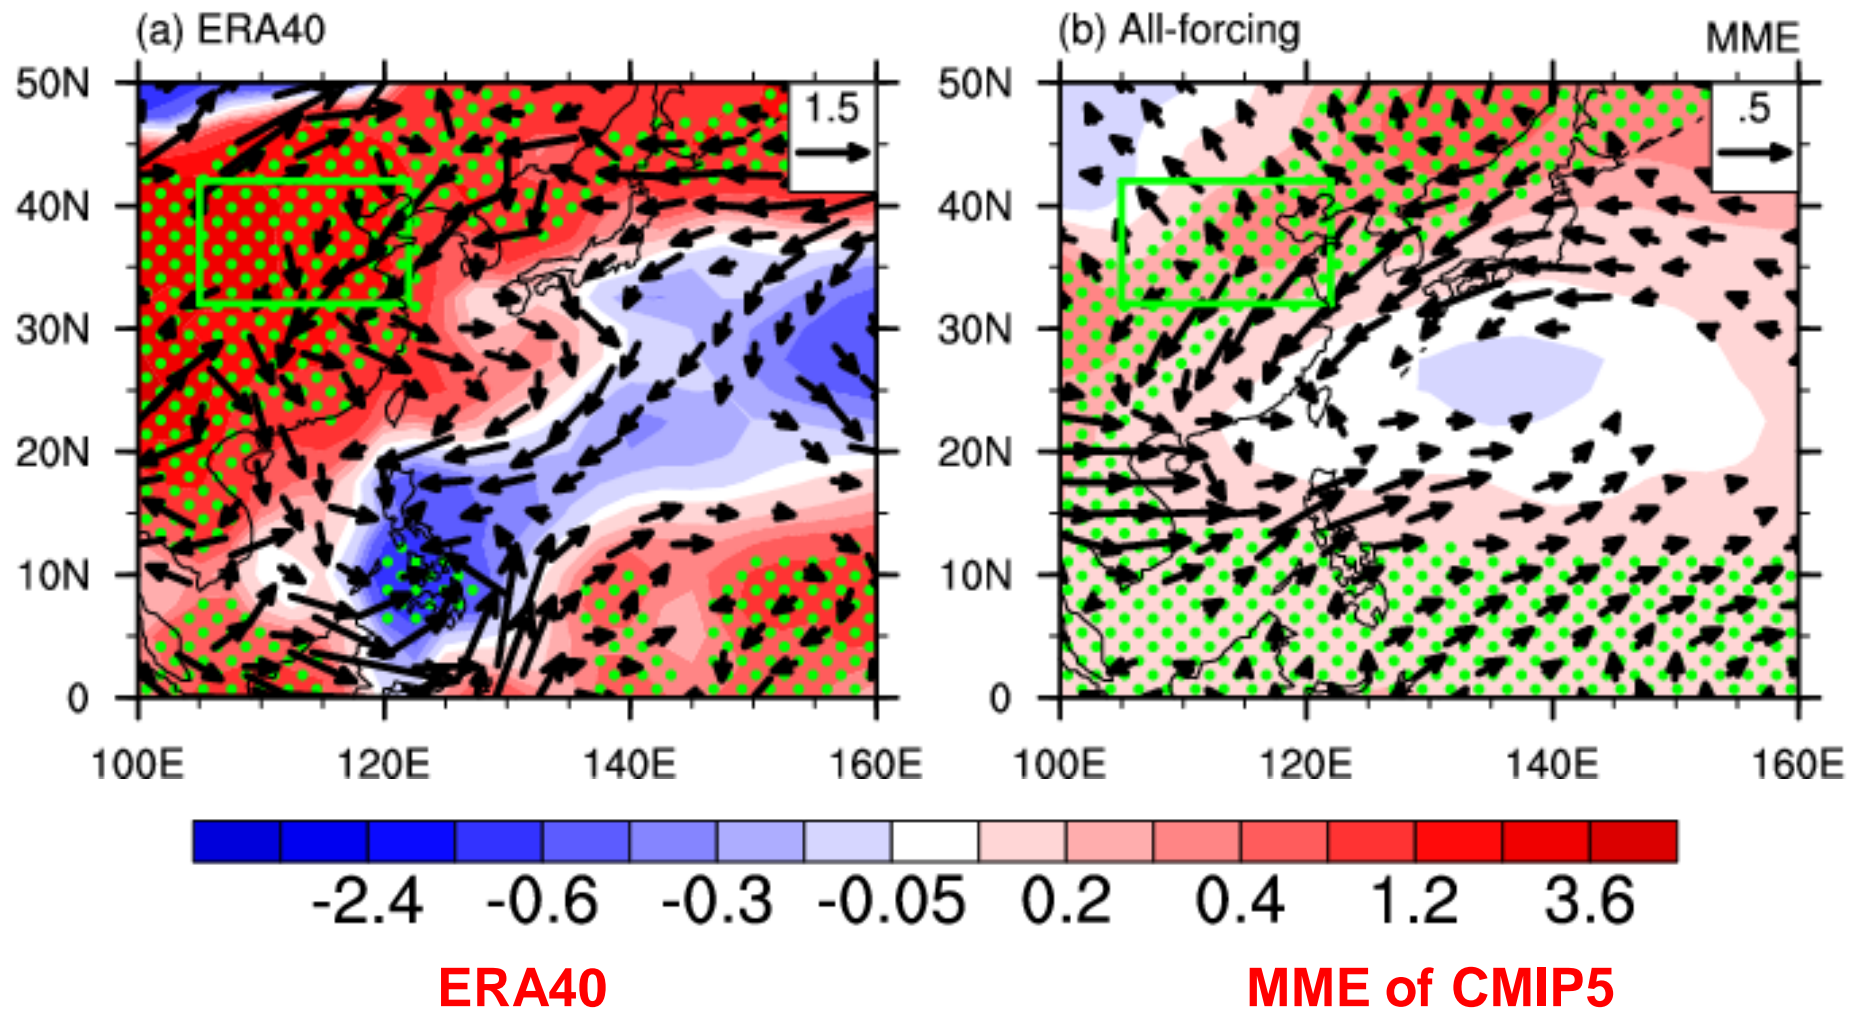 (a) ERA40
(b) All-forcing MME
50N
40N
30N
20N
10N
0
1.5
100E 120E 140E 160E
50N
40N
30N
20N
10N
0
.5
100E 120E 140E 160E
-2.4 -0.6 -0.3 -0.05 0.2 0.4 1.2 3.6
ERA40
MME of CMIP5